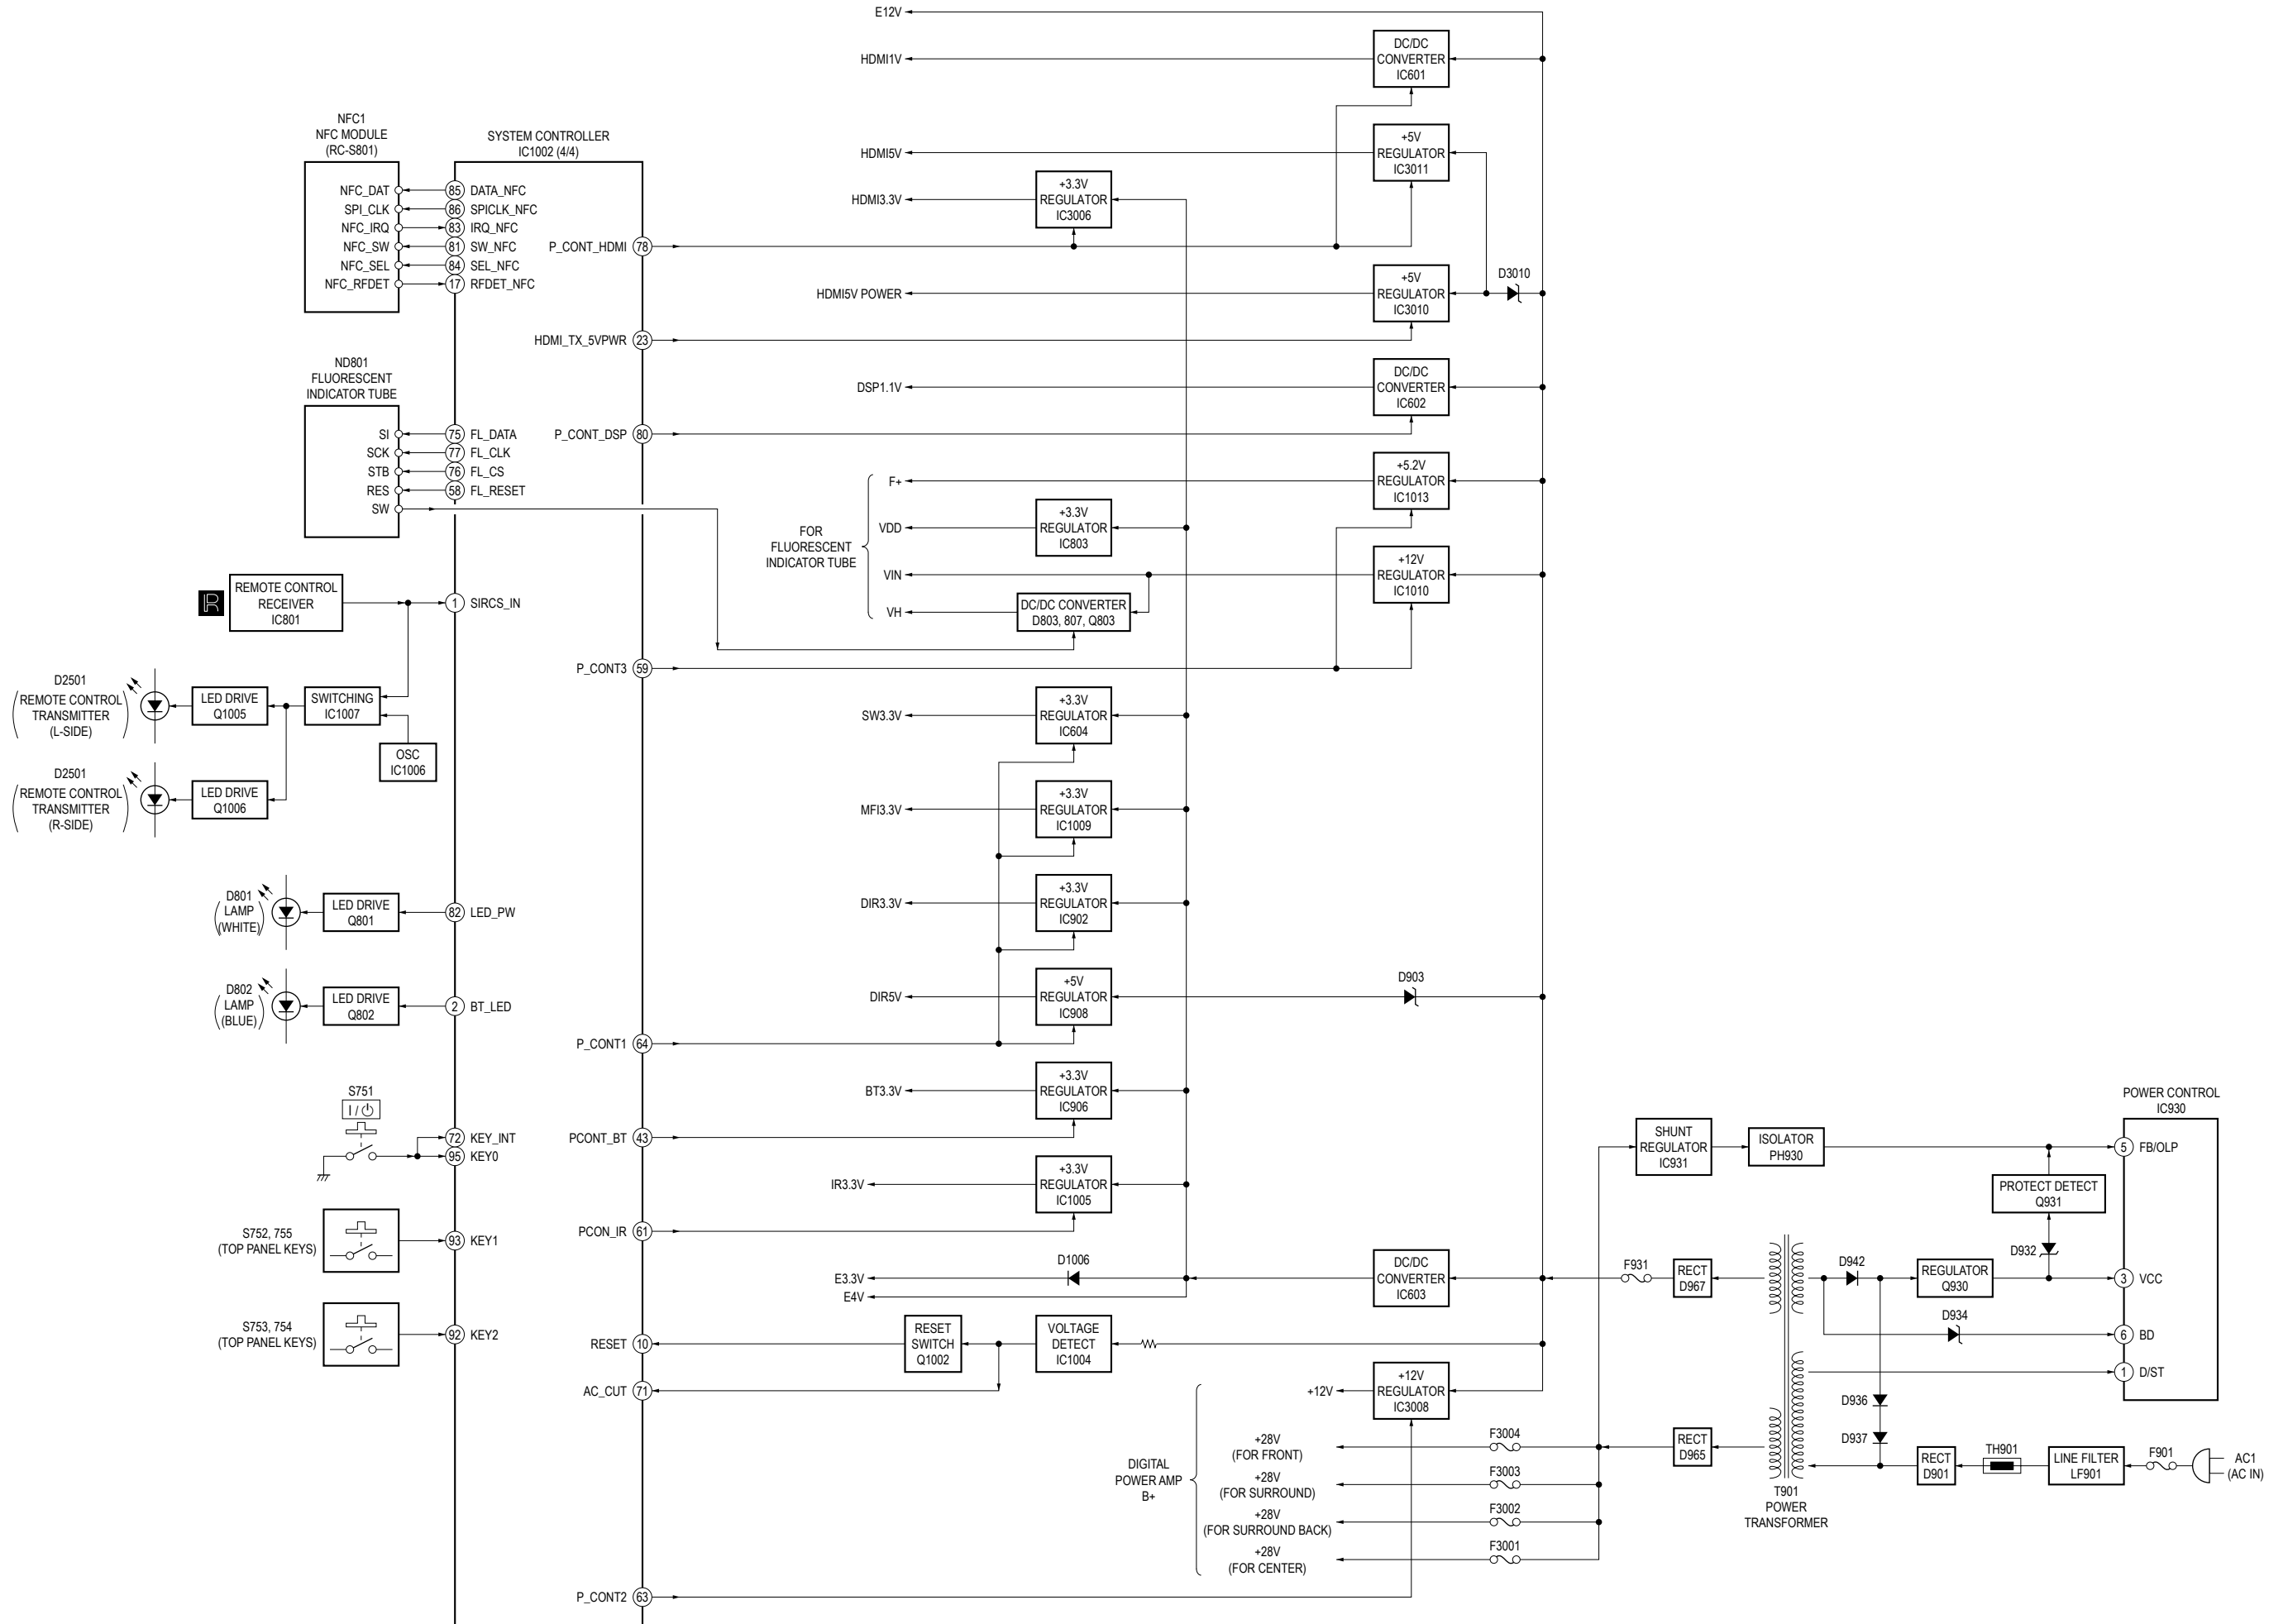 E12V
DC/DC
CONVERTER
IC601
HDMI1V
NFC1
NFC MODULE
(RC-S801)
SYSTEM CONTROLLER
IC1002 (4/4)
+5V
REGULATOR
IC3011
HDMI5V
NFC_DAT
85
DATA_NFC
SPI_CLK
86
SPICLK_NFC
NFC_IRQ
83
IRQ_NFC
NFC_SW
81
SW_NFC
NFC_SEL
84
SEL_NFC
NFC_RFDET
17
RFDET_NFC
+3.3V
REGULATOR
IC3006
HDMI3.3V
P_CONT_HDMI
78
+5V
REGULATOR
IC3010
D3010
HDMI5V POWER
HDMI_TX_5VPWR
23
ND801
FLUORESCENT
INDICATOR TUBE
DC/DC
CONVERTER
IC602
DSP1.1V
SI
75
FL_DATA
SCK
77
FL_CLK
STB
76
FL_CS
RES
58
FL_RESET
SW
P_CONT_DSP
80
+5.2V
REGULATOR
IC1013
F+
+3.3V
REGULATOR
IC803
VDD
FOR
FLUORESCENT
INDICATOR TUBE
+12V
REGULATOR
IC1010
VIN
DC/DC CONVERTER
D803, 807, Q803
VH
REMOTE CONTROL
RECEIVER
IC801
R
1
SIRCS_IN
P_CONT3
59
D2501
REMOTE CONTROL
TRANSMITTER
(L-SIDE)
LED DRIVE
Q1005
SWITCHING
IC1007
OSC
IC1006
+3.3V
REGULATOR
IC604
SW3.3V
D2501
REMOTE CONTROL
TRANSMITTER
(R-SIDE)
LED DRIVE
Q1006
+3.3V
REGULATOR
IC1009
MFI3.3V
D801
LAMP
(WHITE)
LED DRIVE
Q801
82
LED_PW
+3.3V
REGULATOR
IC902
DIR3.3V
D802
LAMP
(BLUE)
LED DRIVE
Q802
2
BT_LED
+5V
REGULATOR
IC908
DIR5V
D903
P_CONT1
64
+3.3V
REGULATOR
IC906
BT3.3V
S751
I / ⏻
72
KEY_INT
95
KEY0
PCONT_BT
43
POWER CONTROL
IC930
SHUNT
REGULATOR
IC931
ISOLATOR
PH930
5
FB/OLP
+3.3V
REGULATOR
IC1005
IR3.3V
PROTECT DETECT
Q931
S752, 755
(TOP PANEL KEYS)
93
KEY1
PCON_IR
61
D932
D1006
E3.3V
E4V
DC/DC
CONVERTER
IC603
F931
RECT
D967
D942
REGULATOR
Q930
3
VCC
S753, 754
(TOP PANEL KEYS)
92
KEY2
RESET
10
RESET
SWITCH
Q1002
VOLTAGE
DETECT
IC1004
D934
6
BD
AC_CUT
71
+12V
+12V
REGULATOR
IC3008
1
D/ST
D936
D937
DIGITAL
POWER AMP
B+
+28V
(FOR FRONT)
F3004
RECT
D965
+28V
(FOR SURROUND)
F3003
+28V
(FOR SURROUND BACK)
F3002
+28V
(FOR CENTER)
F3001
T901
POWER
TRANSFORMER
RECT
D901
TH901
LINE FILTER
LF901
F901
AC1
(AC IN)
P_CONT2
63